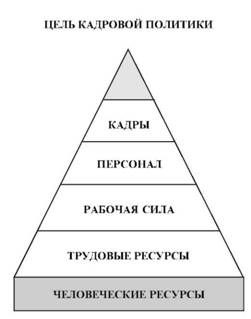 ЦЕЛЬ КАДРОВОЙ ПОЛИТИКИ
КАДРЫ
ПЕРСОНАЛ
РАБОЧАЯ СИЛА
ТРУДОВЫЕ РЕСУРСЫ
ЧЕЛОВЕЧЕСКИЕ РЕСУРСЫ